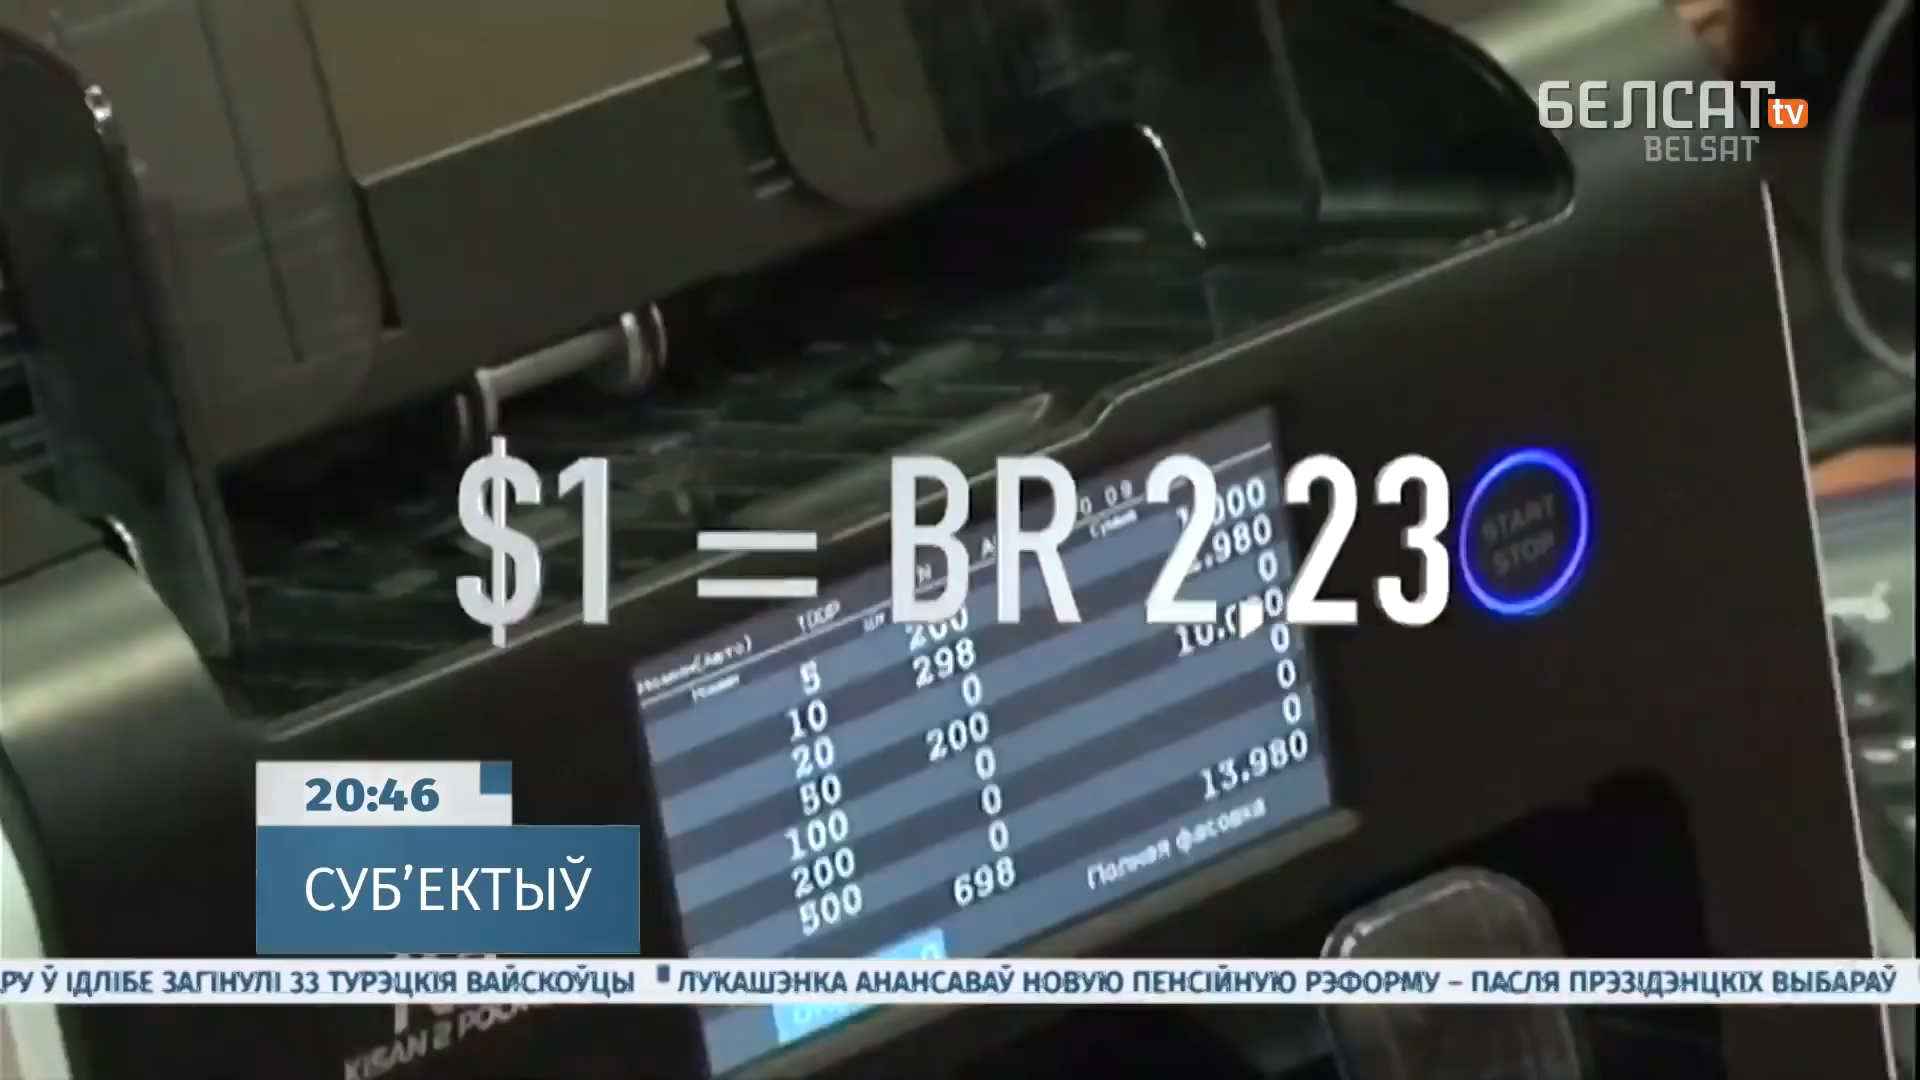 БЕЛСАТ tv
BELSAT
$1 = BR 2,23
START
STOP
5 200
10 298 2.980
20 0 0
50 200
100 0 0
200 0 0
500 0 0
698 13.980
Полная фасовка
20:46
СУБ’ЕКТЫЎ
РУ Ў ІДЛІБЕ ЗАГІНУЛІ 33 ТУРЭЦКІЯ ВАЙСКОЎЦЫ ▪ ЛУКАШЭНКА АНАНСАВАЎ НОВУЮ ПЕНСІЙНУЮ РЭФОРМУ – ПАСЛЯ ПРЭЗІДЭНЦКІХ ВЫБАРАЎ
KISAN